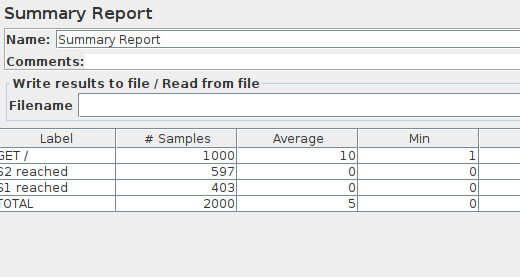 Summary Report
Name: Summary Report
Comments:
Write results to file / Read from file
Filename
Label # Samples Average Min
GET / 1000 10 1
S2 reached 597 0 0
S1 reached 403 0 0
TOTAL 2000 5 0